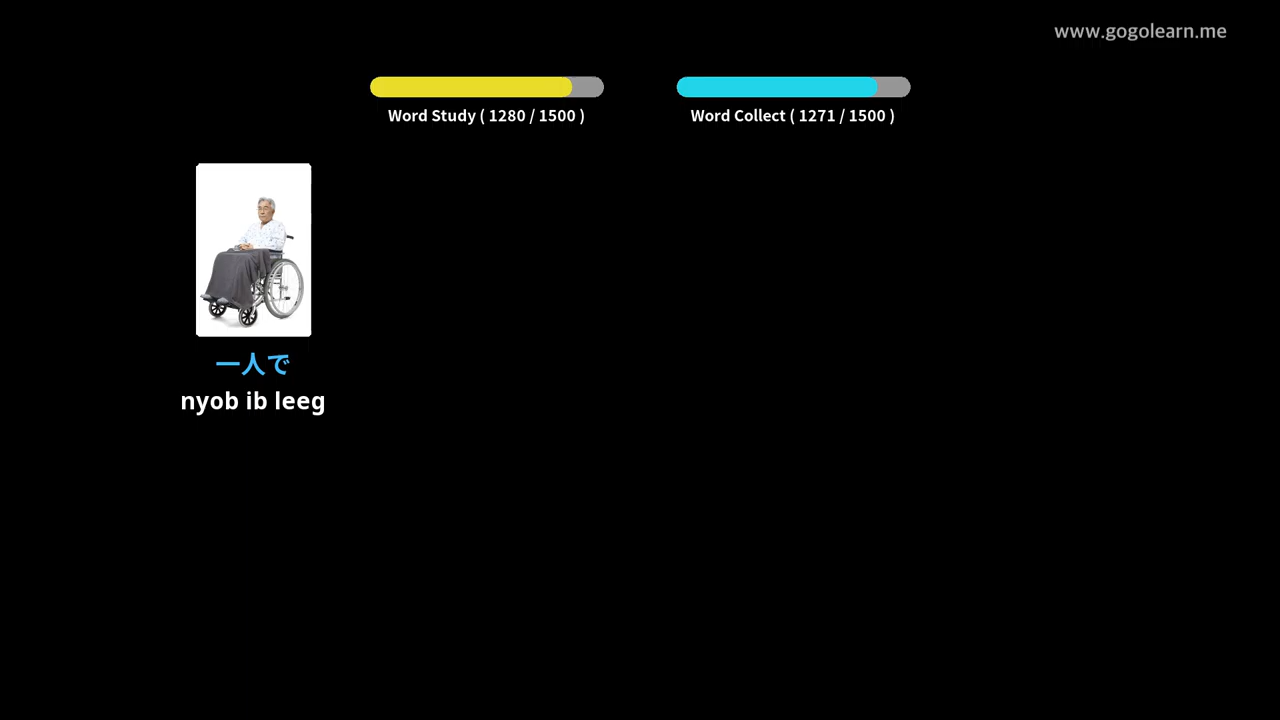 www.gogolearn.me
Word Study ( 1280 / 1500 )
Word Collect ( 1271 / 1500 )
一人で
nyob ib leeg